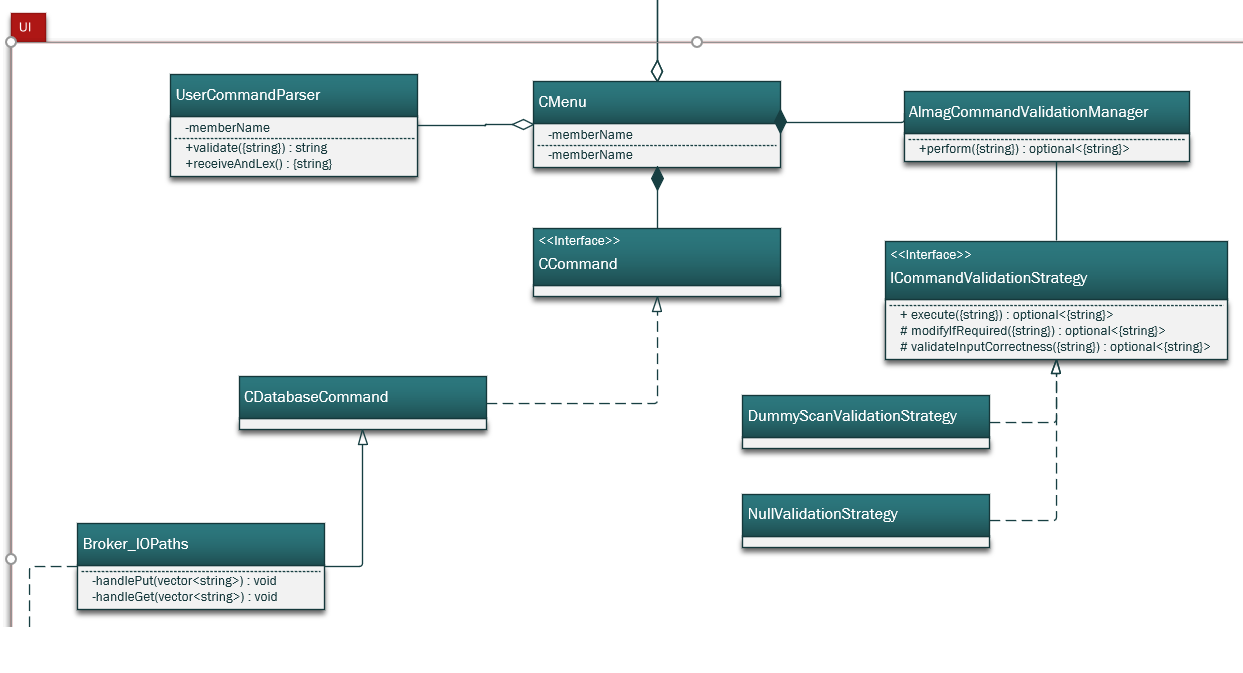 UI
UserCommandParser
-memberName
+validate({string}) : string
+receiveAndLex() : {string}
CMenu
-memberName
-memberName
AlmagCommandValidationManager
+perform({string}) : optional<{string}>
<<Interface>>
CCommand
<<Interface>>
ICommandValidationStrategy
+ execute({string}) : optional<{string}>
# modifyIfRequired({string}) : optional<{string}>
# validateInputCorrectness({string}) : optional<{string}>
CDatabaseCommand
DummyScanValidationStrategy
NullValidationStrategy
Broker_IOPaths
-handlePut(vector<string>) : void
-handleGet(vector<string>) : void